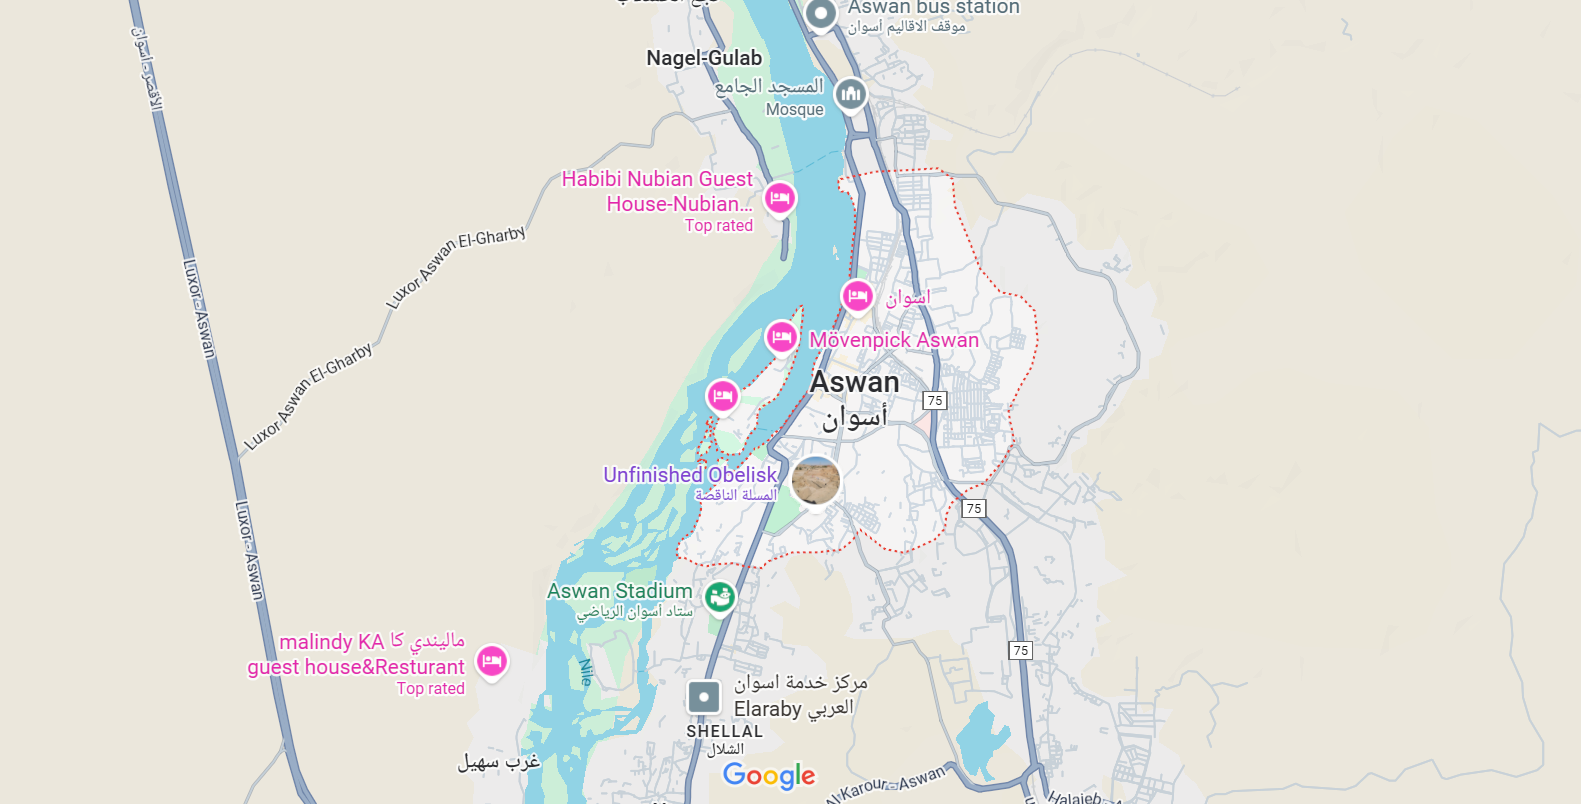 Aswan bus station
موقف الاقاليم أسوان
Nagel-Gulab
المسجد الجامع
Mosque
الأقصر - أسوان
Habibi Nubian Guest
House-Nubian...
Top rated
Luxor Aswan El-Gharby
Luxor - Aswan
اسوان
Mövenpick Aswan
Luxor Aswan El-Gharby
Aswan
أسوان
75
Unfinished Obelisk
المسلة الناقصة
75
Luxor - Aswan
Aswan Stadium
ستاد أسوان الرياضي
malindy KA ماليندي كا
guest house&Resturant
Top rated
Nile
75
مركز خدمة اسوان
Elaraby العربي
SHELLAL
الشلال
غرب سهيل
Google
Al Karour - Aswan